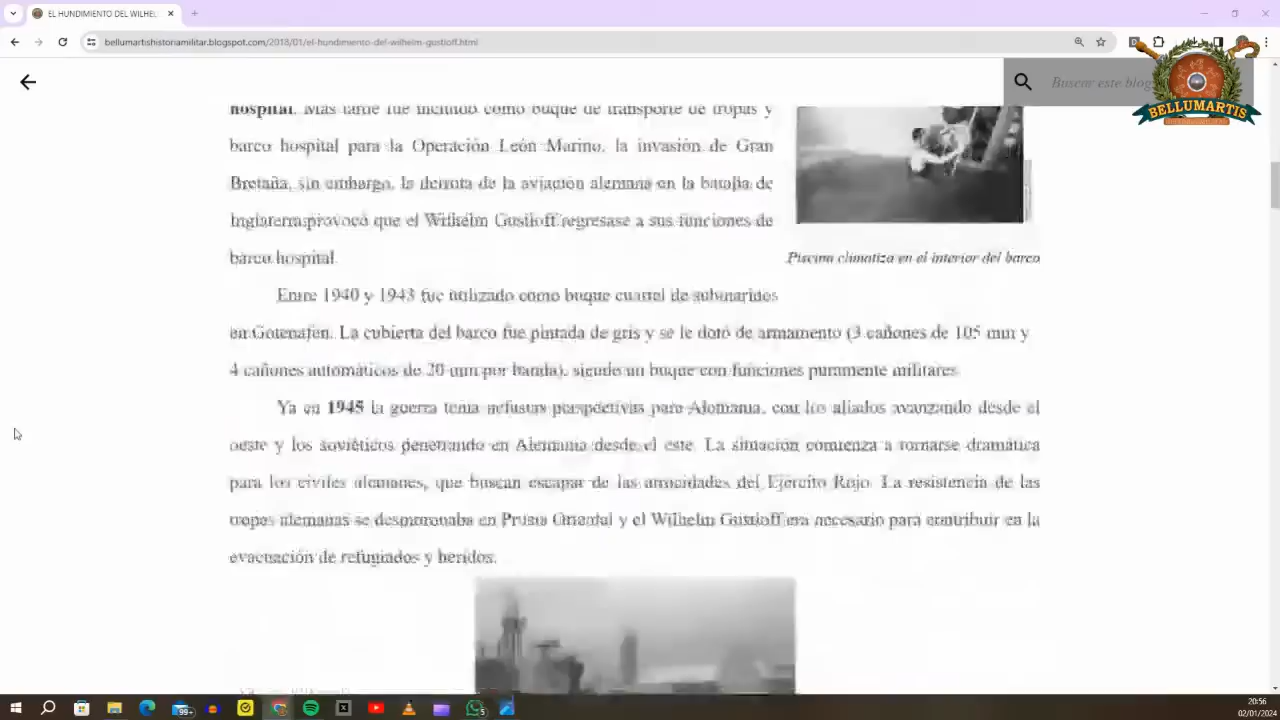 EL HUNDIMIENTO DEL WILHEL
bellumartishistoriamilitar.blogspot.com/2018/01/el-hundimiento-del-wilhelm-gustloff.html
Buscar este blog
BELLUMARTIS
hospital. Más tarde fue incluido como buque de transporte de tropas y
barco hospital para la Operación León Marino, la invasión de Gran
Bretaña, sin embargo, la derrota de la aviación alemana en la batalla de
Inglaterra provocó que el Wilhelm Gustloff regresase a sus funciones de
barco hospital.
Piscina climatiza en el interior del barco
Entre 1940 y 1943 fue utilizado como buque cuartel de submarinos
en Gotenafen. La cubierta del barco fue pintada de gris y se le dotó de armamento (3 cañones de 105 mm y
4 cañones automáticos de 20 mm por banda), siendo un buque con funciones puramente militares
Ya en 1945 la guerra tenía nefastas perspectivas para Alemania, con los aliados avanzando desde el
oeste y los soviéticos penetrando en Alemania desde el este. La situación comienza a tornarse dramática
para los civiles alemanes, que buscan escapar de las atrocidades del Ejército Rojo. La resistencia de las
tropas alemanas se desmoronaba en Prusia Oriental y el Wilhelm Gustloff era necesario para contribuir en la
evacuación de refugiados y heridos.
99+
5
20:56
02/01/2024